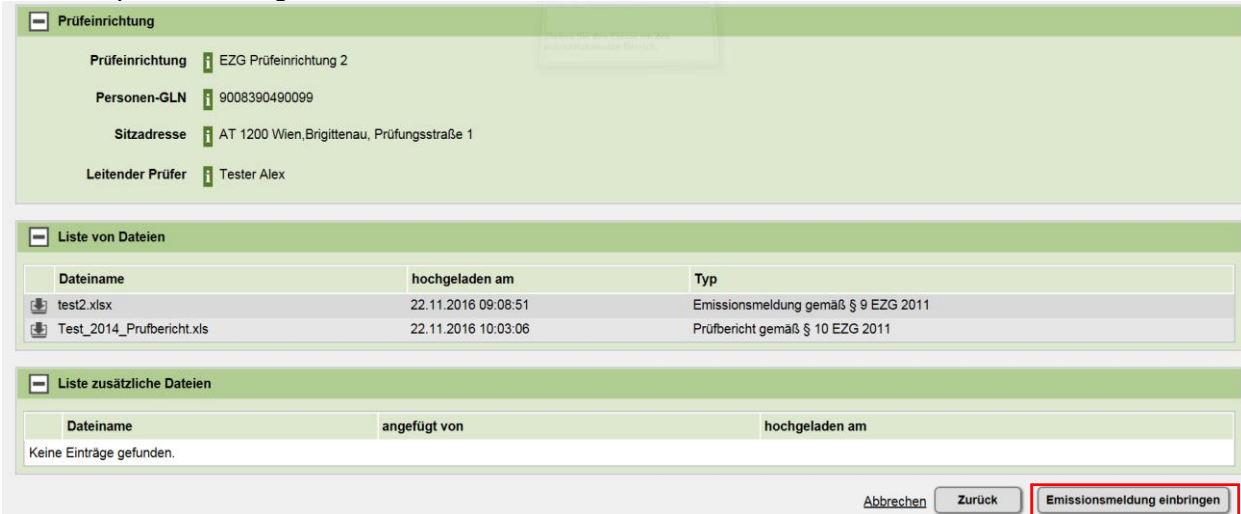 Prüfeinrichtung
Prüfeinrichtung EZG Prüfeinrichtung 2
Personen-GLN 9008390490099
Sitzadresse AT 1200 Wien,Brigittenau, Prüfungsstraße 1
Leitender Prüfer Tester Alex
Liste von Dateien
Dateiname hochgeladen am Typ
test2.xlsx 22.11.2016 09:08:51 Emissionsmeldung gemäß § 9 EZG 2011
Test_2014_Prufbericht.xls 22.11.2016 10:03:06 Prüfbericht gemäß § 10 EZG 2011
Liste zusätzliche Dateien
Dateiname angefügt von hochgeladen am
Keine Einträge gefunden.
Abbrechen Zurück Emissionsmeldung einbringen